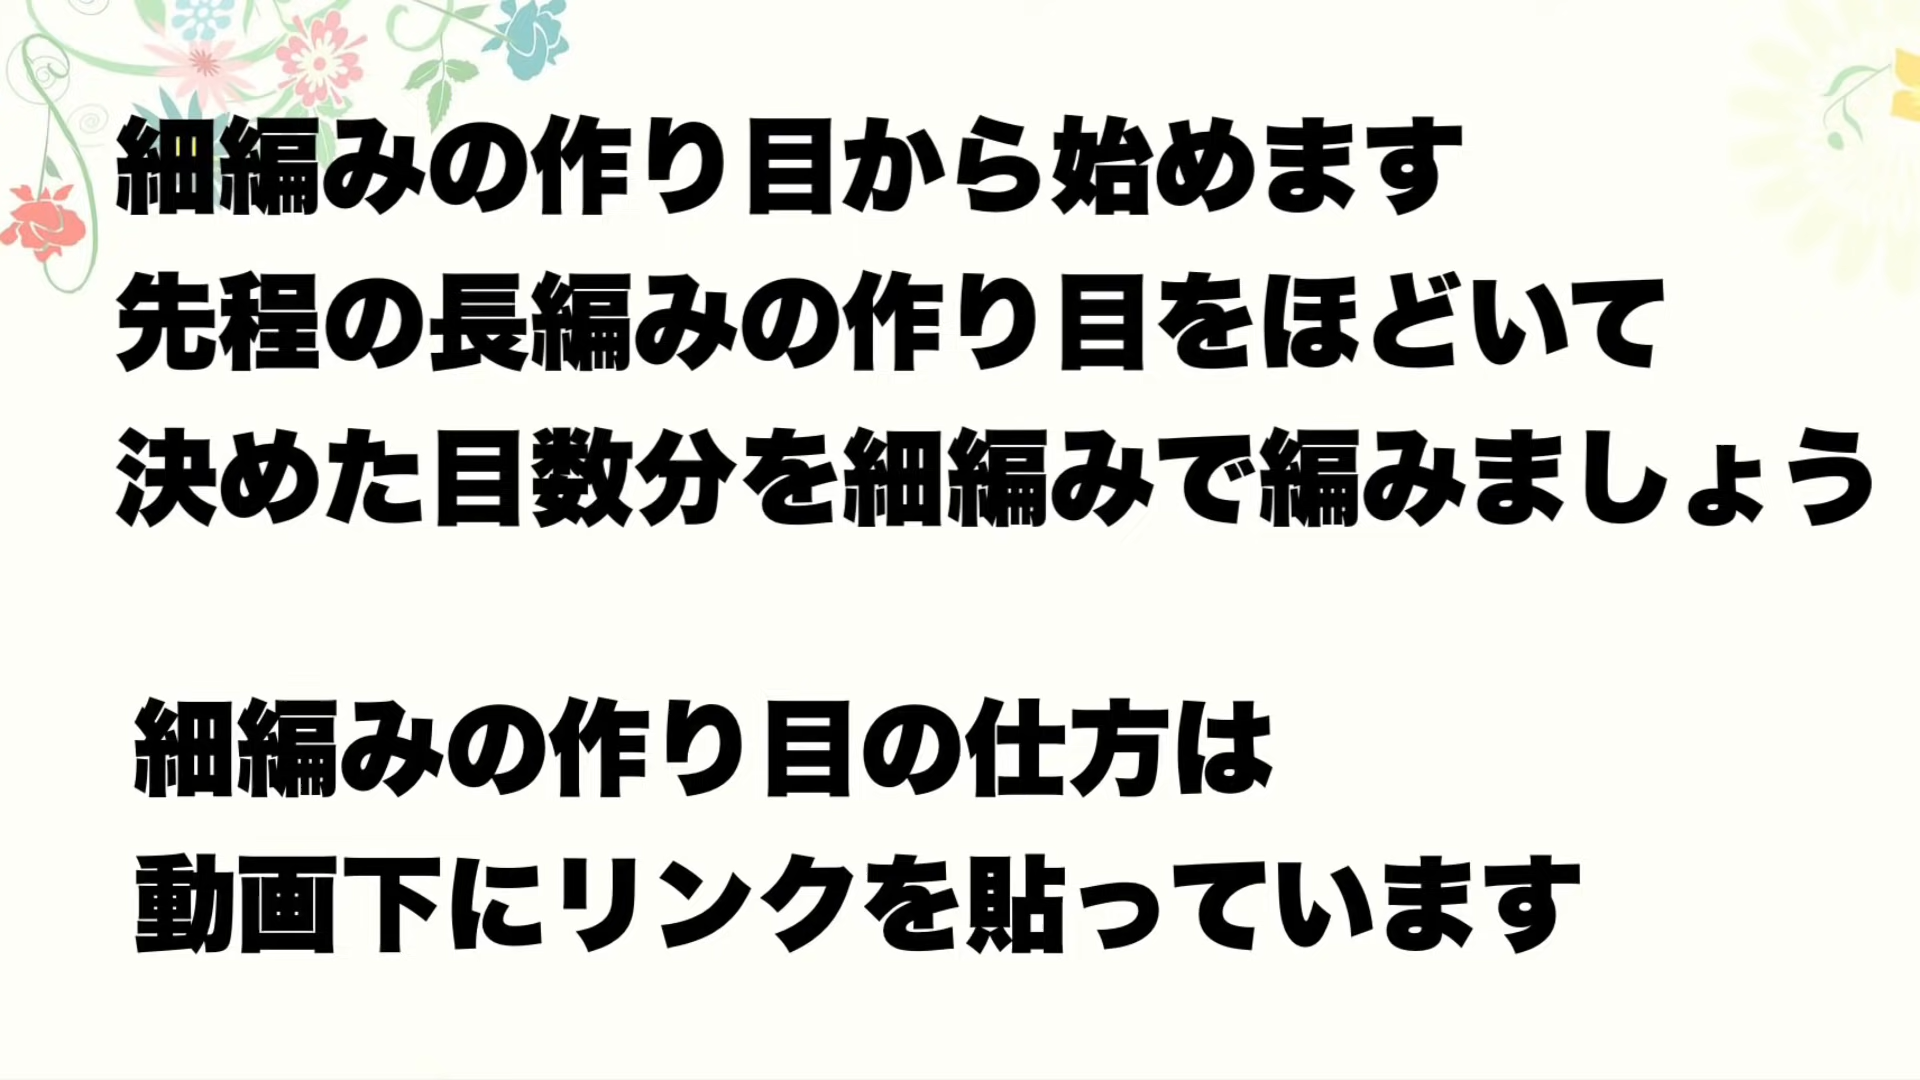 細編みの作り目から始めます
先程の長編みの作り目をほどいて
決めた目数分を細編みで編みましょう
細編みの作り目の仕方は
動画下にリンクを貼っています